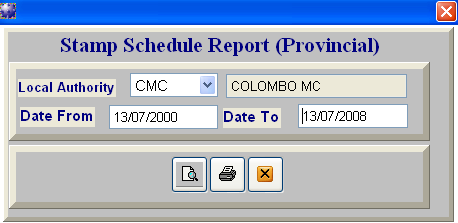 Stamp Schedule Report (Provincial)
Local Authority CMC COLOMBO MC
Date From 13/07/2000 Date To 13/07/2008